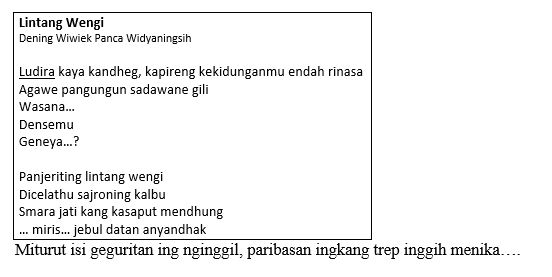 Lintang Wengi
Dening Wiwiek Panca Widyaningsih
Ludira kaya kandheg, kapireng kekidunganmu endah rinasa
Agawe pangungun sadawane gili
Wasana...
Densemu
Geneya...?
Panjeriting lintang wengi
Dicelathu sajroning kalbu
Smara jati kang kasaput mendhung
... miris... jebul datan anyandhak
Miturut isi geguritan ing nginggil, paribasan ingkang trep inggih menika....